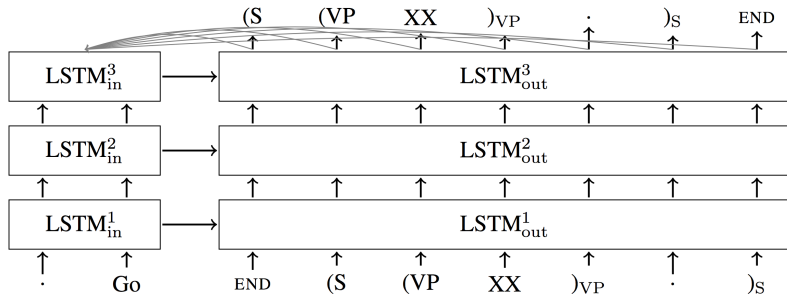 (S (VP XX )VP . )S END
LSTM³in LSTM³out
LSTM²in LSTM²out
LSTM¹in LSTM¹out
. Go END (S (VP XX )VP . )S